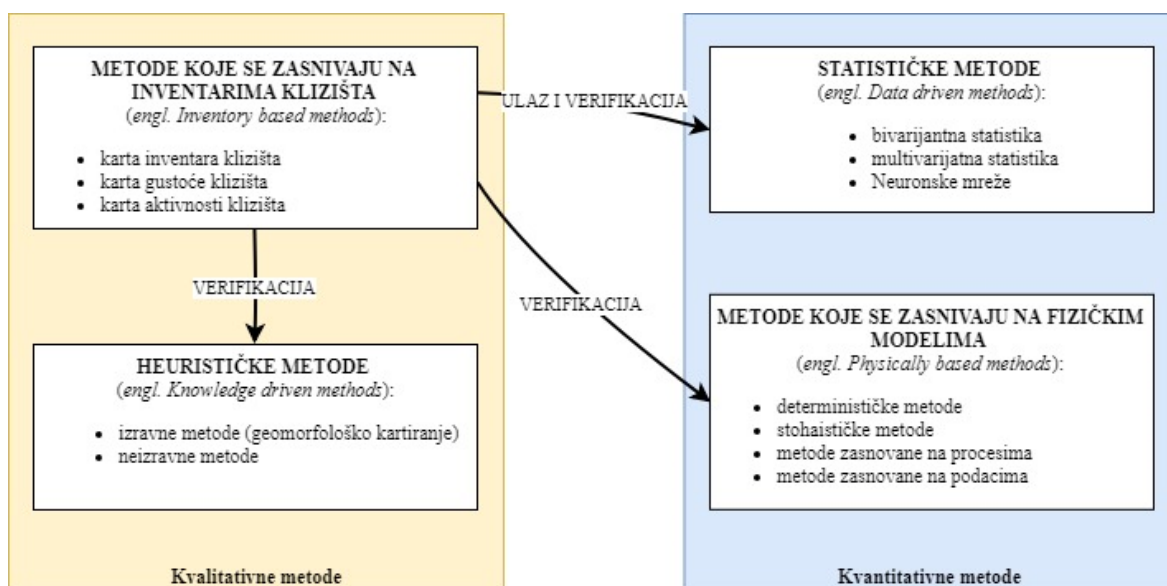 METODE KOJE SE ZASNIVAJU NA
INVENTARIMA KLIZIŠTA
(engl. Inventory based methods):
• karta inventara klizišta
• karta gustoće klizišta
• karta aktivnosti klizišta
VERIFIKACIJA
HEURISTIČKE METODE
(engl. Knowledge driven methods):
• izravne metode (geomorfološko kartiranje)
• neizravne metode
Kvalitativne metode
ULAZ I VERIFIKACIJA
VERIFIKACIJA
STATISTIČKE METODE
(engl. Data driven methods):
• bivarijantna statistika
• multivarijatna statistika
• Neuronske mreže
METODE KOJE SE ZASNIVAJU NA FIZIČKIM
MODELIMA
(engl. Physically based methods):
• determinističke metode
• stohaističke metode
• metode zasnovane na procesima
• metode zasnovane na podacima
Kvantitativne metode